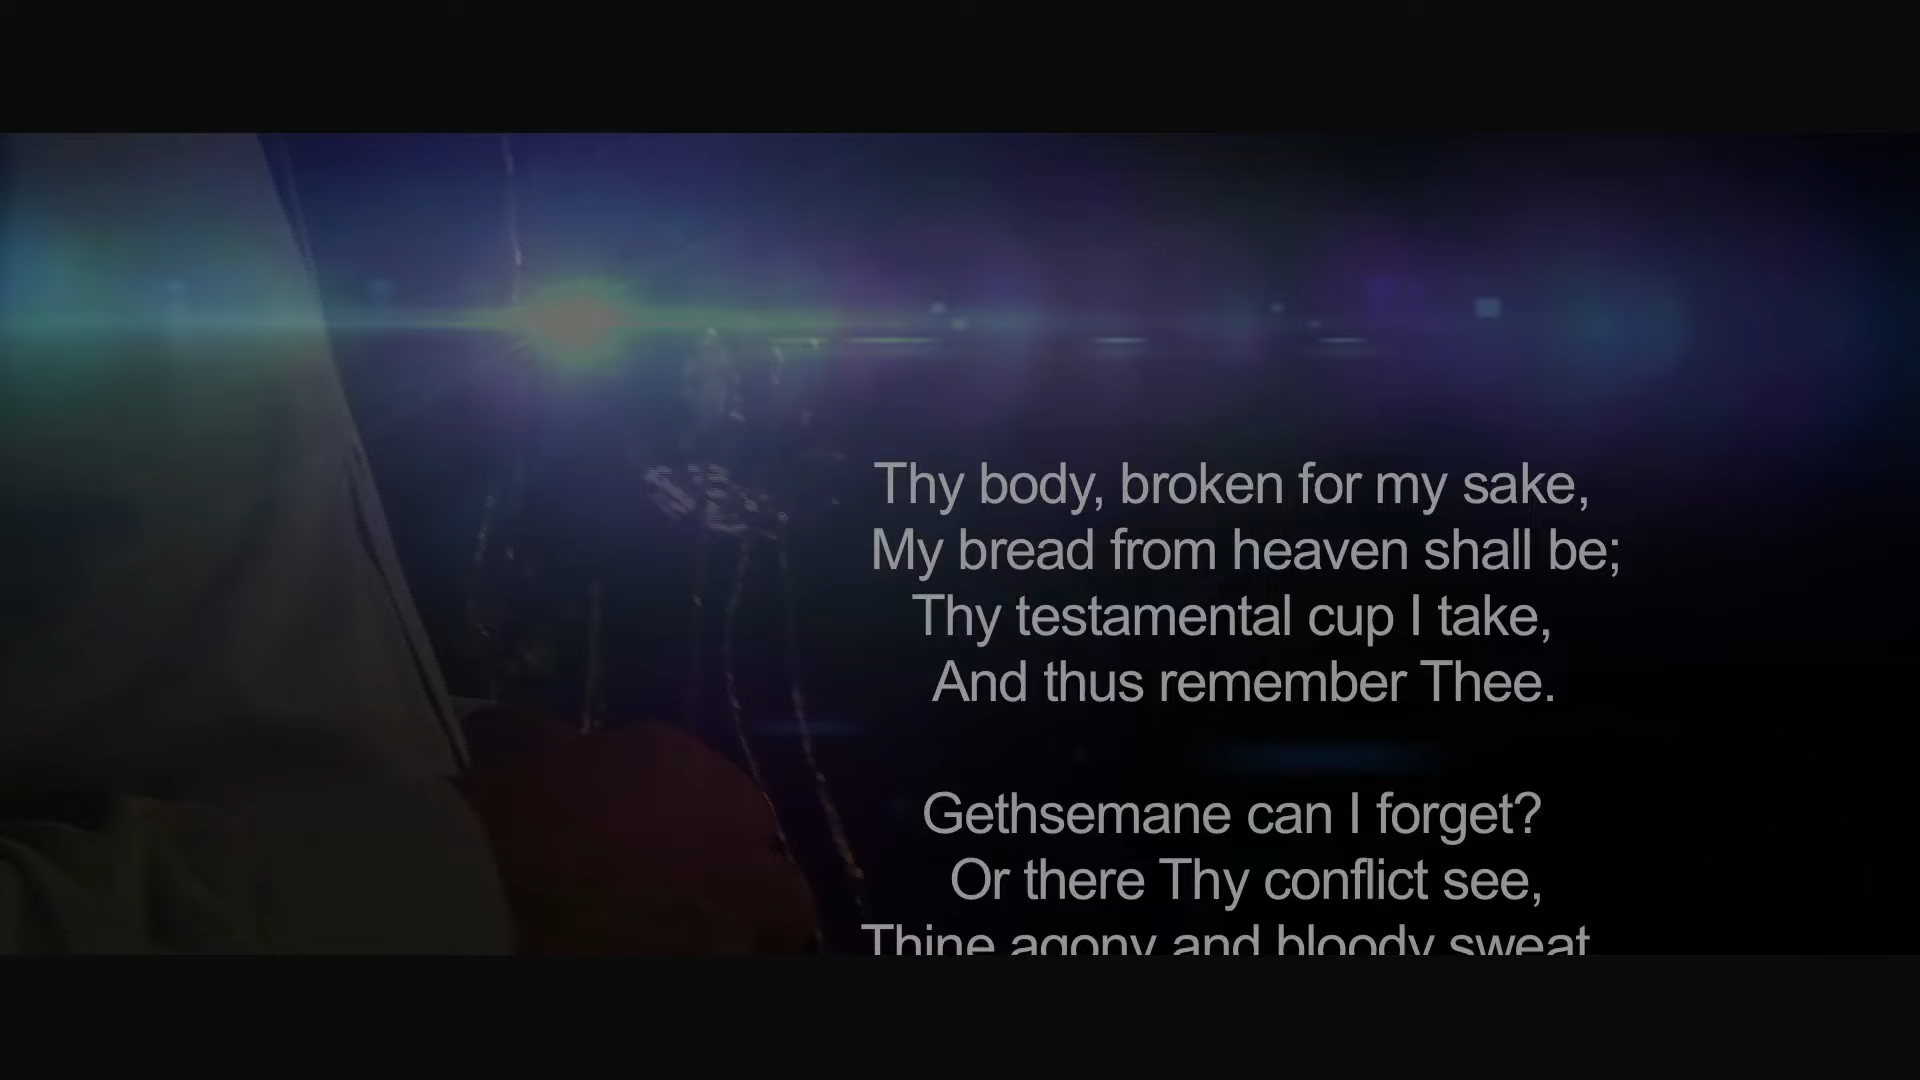 Thy body, broken for my sake,
My bread from heaven shall be;
Thy testamental cup I take,
And thus remember Thee.
Gethsemane can I forget?
Or there Thy conflict see,
Thine agony and bloody sweat